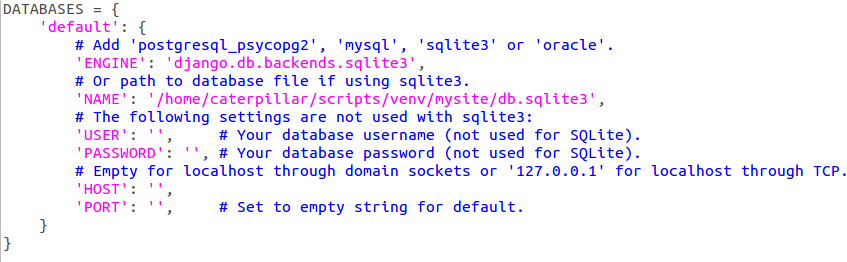 DATABASES = {
    'default': {
        # Add 'postgresql_psycopg2', 'mysql', 'sqlite3' or 'oracle'.
        'ENGINE': 'django.db.backends.sqlite3',
        # Or path to database file if using sqlite3.
        'NAME': '/home/caterpillar/scripts/venv/mysite/db.sqlite3',
        # The following settings are not used with sqlite3:
        'USER': '',     # Your database username (not used for SQLite).
        'PASSWORD': '', # Your database password (not used for SQLite).
        # Empty for localhost through domain sockets or '127.0.0.1' for localhost through TCP.
        'HOST': '',
        'PORT': '',     # Set to empty string for default.
    }
}